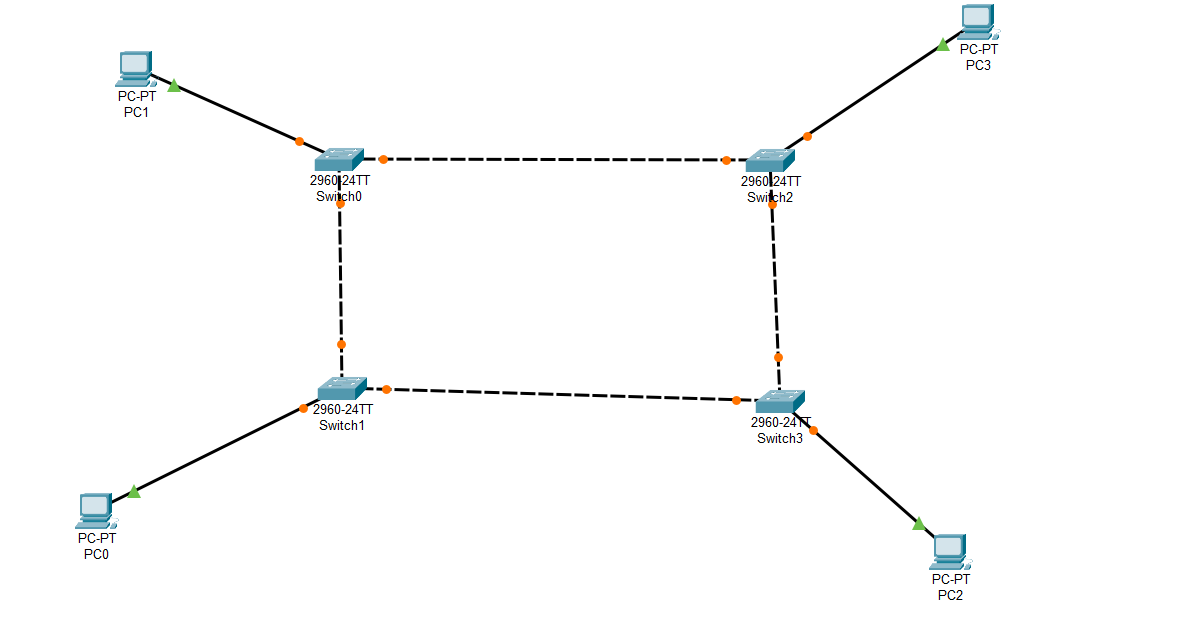 PC-PT
PC3
PC-PT
PC1
2960-24TT
Switch0
2960-24TT
Switch2
2960-24TT
Switch1
2960-24TT
Switch3
PC-PT
PC0
PC-PT
PC2